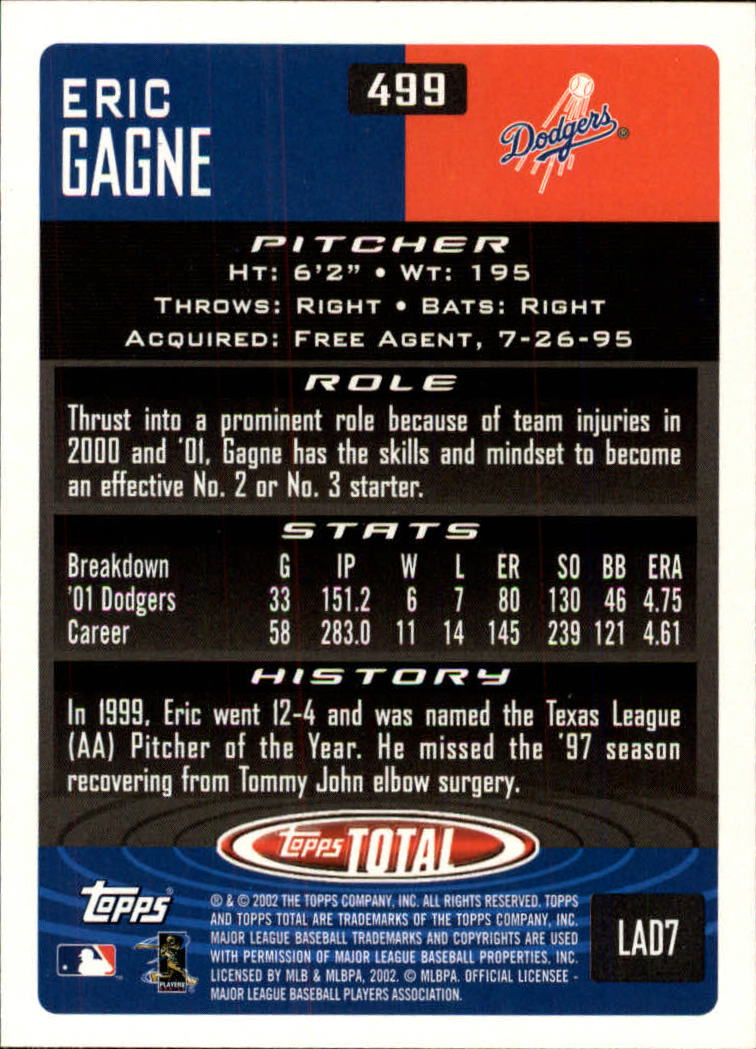 ERIC
GAGNE
499
Dodgers®
PITCHER
HT: 6'2" • WT: 195
THROWS: RIGHT • BATS: RIGHT
ACQUIRED: FREE AGENT, 7-26-95
ROLE
Thrust into a prominent role because of team injuries in
2000 and '01, Gagne has the skills and mindset to become
an effective No. 2 or No. 3 starter.
STATS
Breakdown G IP W L ER SO BB ERA
'01 Dodgers 33 151.2 6 7 80 130 46 4.75
Career 58 283.0 11 14 145 239 121 4.61
HISTORY
In 1999, Eric went 12-4 and was named the Texas League
(AA) Pitcher of the Year. He missed the '97 season
recovering from Tommy John elbow surgery.
Topps TOTAL
Topps®
® & © 2002 THE TOPPS COMPANY, INC. ALL RIGHTS RESERVED. TOPPS
AND TOPPS TOTAL ARE TRADEMARKS OF THE TOPPS COMPANY, INC.
MAJOR LEAGUE BASEBALL TRADEMARKS AND COPYRIGHTS ARE USED
WITH PERMISSION OF MAJOR LEAGUE BASEBALL PROPERTIES, INC.
LICENSED BY MLB & MLBPA, 2002. © MLBPA. OFFICIAL LICENSEE -
MAJOR LEAGUE BASEBALL PLAYERS ASSOCIATION.
PLAYERS
LAD7